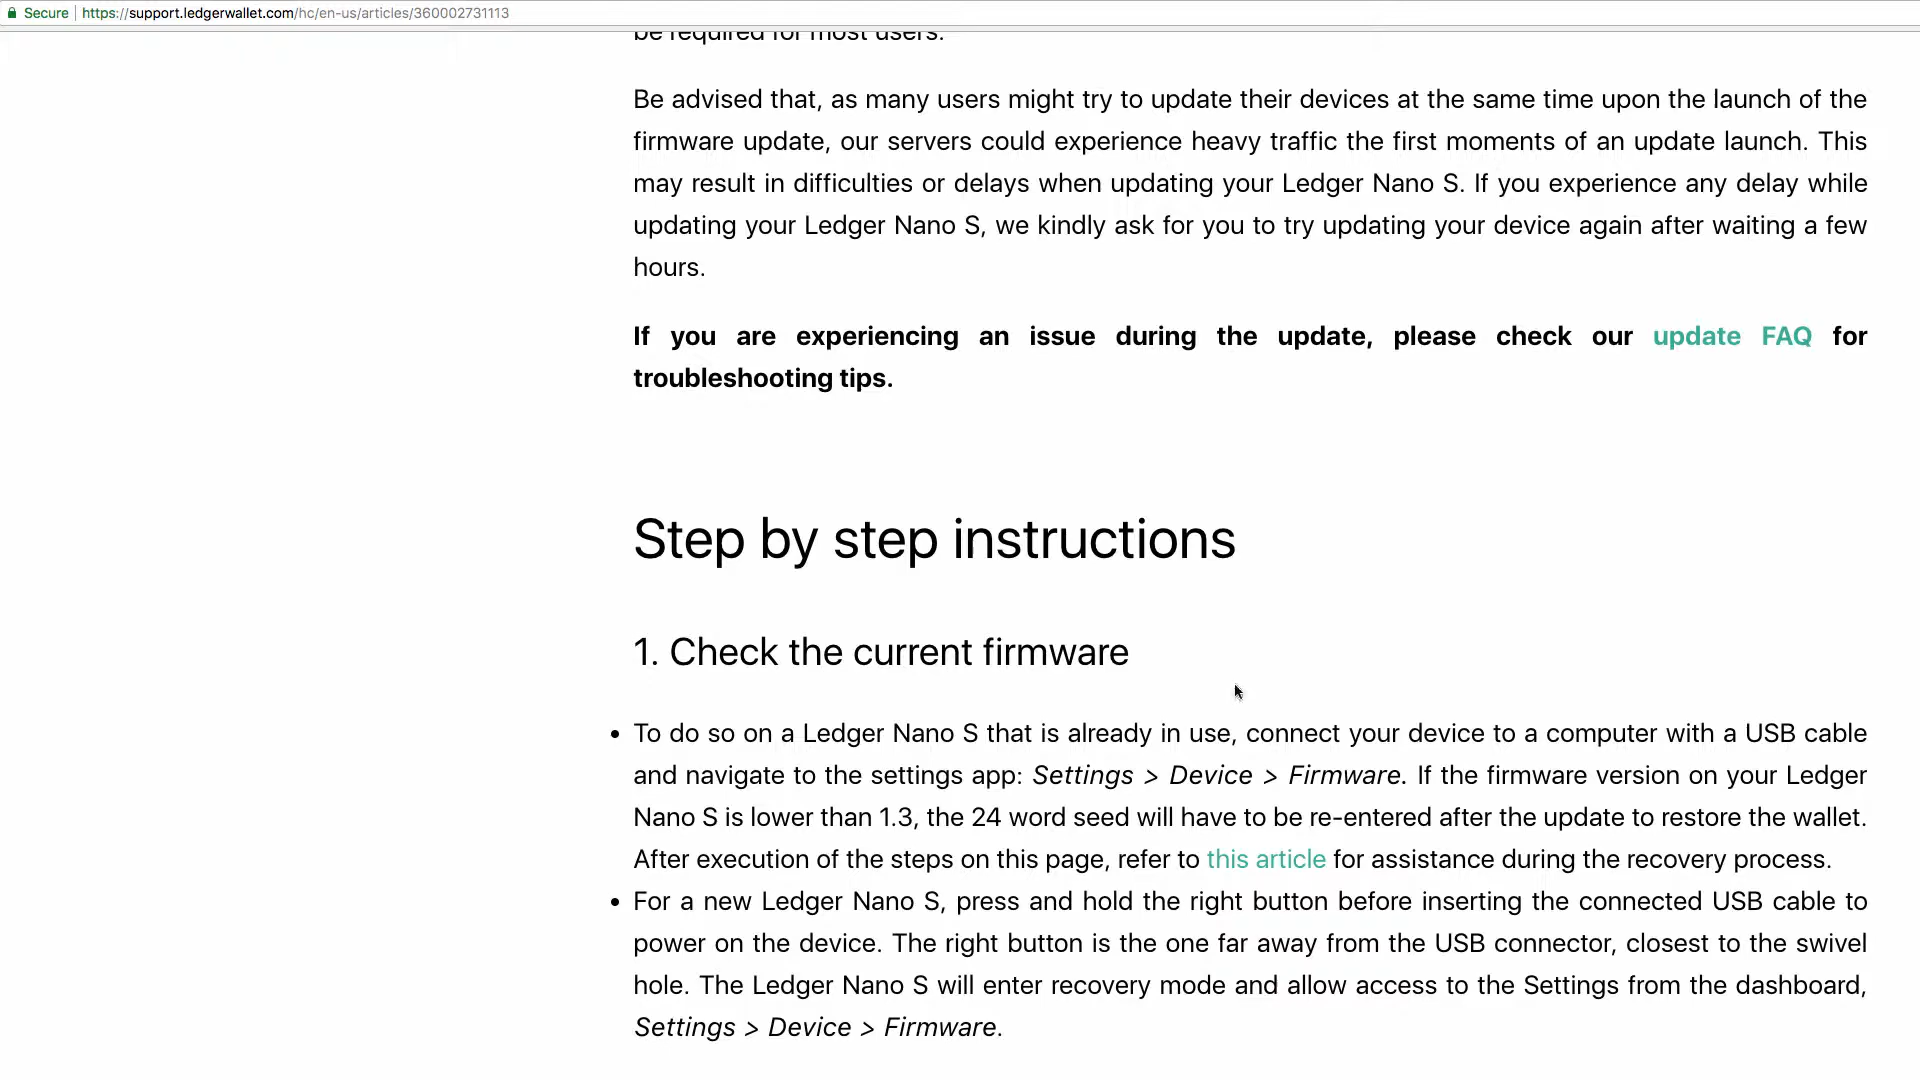 Secure https://support.ledgerwallet.com/hc/en-us/articles/360002731113
be required for most users.
Be advised that, as many users might try to update their devices at the same time upon the launch of the
firmware update, our servers could experience heavy traffic the first moments of an update launch. This
may result in difficulties or delays when updating your Ledger Nano S. If you experience any delay while
updating your Ledger Nano S, we kindly ask for you to try updating your device again after waiting a few
hours.
If you are experiencing an issue during the update, please check our update FAQ for
troubleshooting tips.
Step by step instructions
1. Check the current firmware
• To do so on a Ledger Nano S that is already in use, connect your device to a computer with a USB cable
and navigate to the settings app: Settings > Device > Firmware. If the firmware version on your Ledger
Nano S is lower than 1.3, the 24 word seed will have to be re-entered after the update to restore the wallet.
After execution of the steps on this page, refer to this article for assistance during the recovery process.
• For a new Ledger Nano S, press and hold the right button before inserting the connected USB cable to
power on the device. The right button is the one far away from the USB connector, closest to the swivel
hole. The Ledger Nano S will enter recovery mode and allow access to the Settings from the dashboard,
Settings > Device > Firmware.